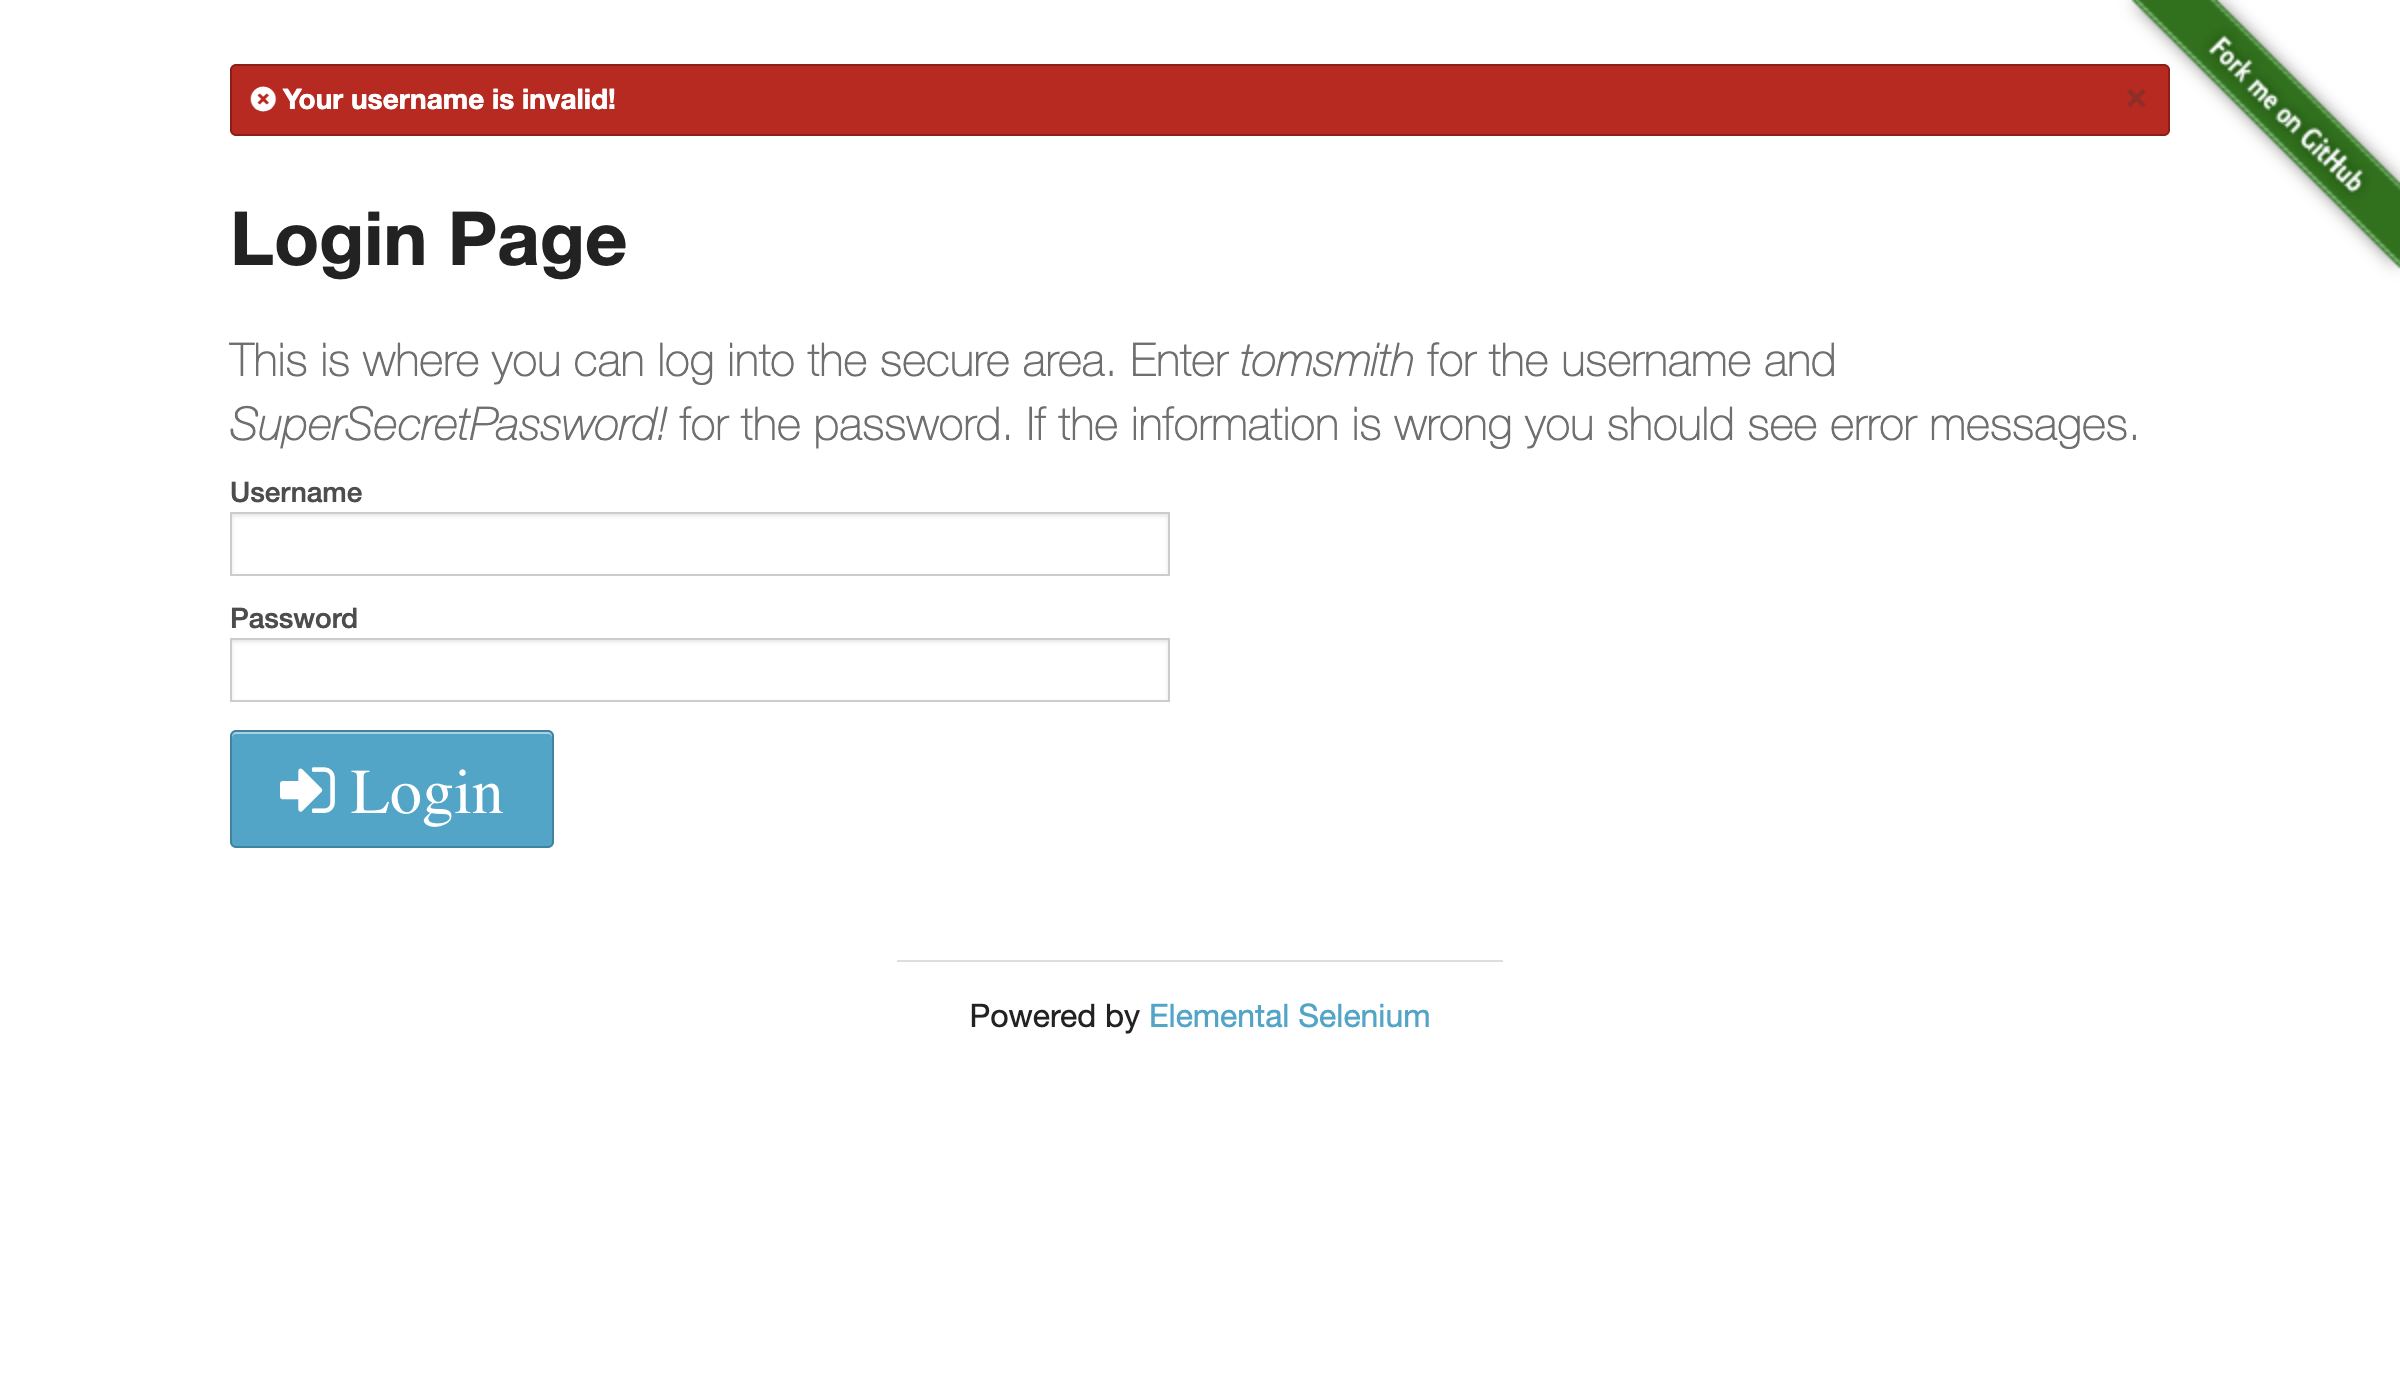 Your username is invalid!
×
Fork me on GitHub
Login Page
This is where you can log into the secure area. Enter tomsmith for the username and
SuperSecretPassword! for the password. If the information is wrong you should see error messages.
Username
Password
Login
Powered by Elemental Selenium